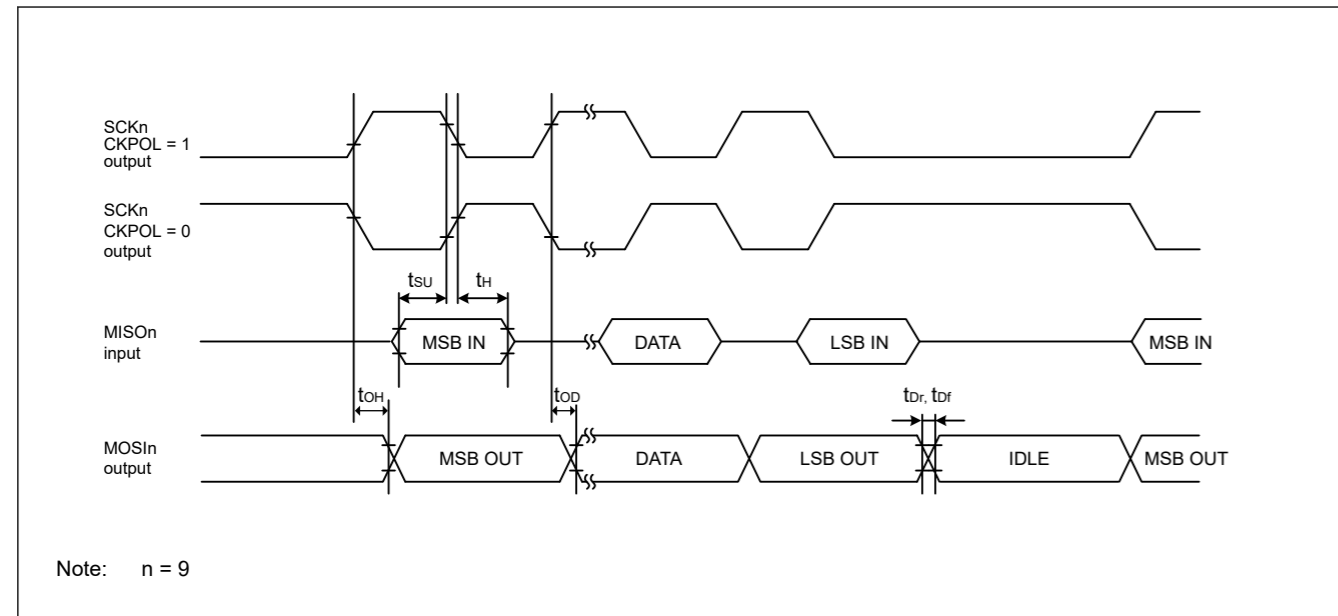 SCKn
CKPOL = 1
output
SCKn
CKPOL = 0
output
tSU
tH
MISOn
input
MSB IN
DATA
LSB IN
MSB IN
tOH
tOD
tDr, tDf
MOSIn
output
MSB OUT
DATA
LSB OUT
IDLE
MSB OUT
Note: n = 9